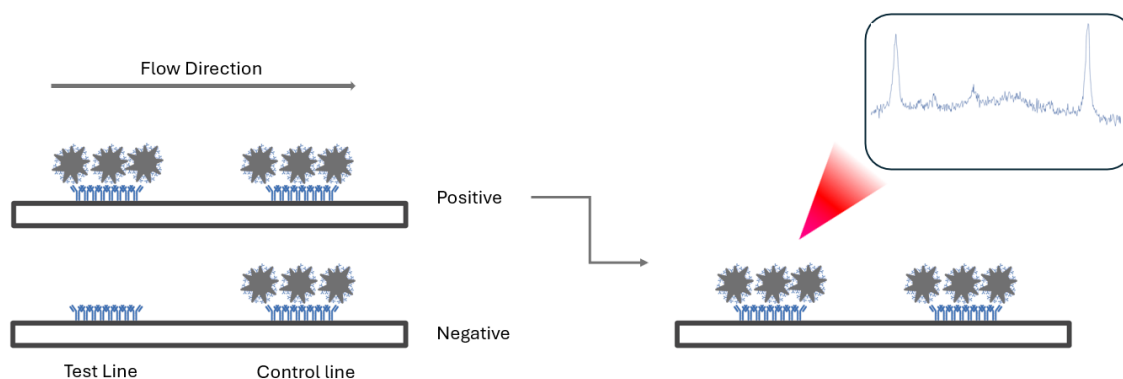 Flow Direction
Positive
Negative
Test Line
Control line